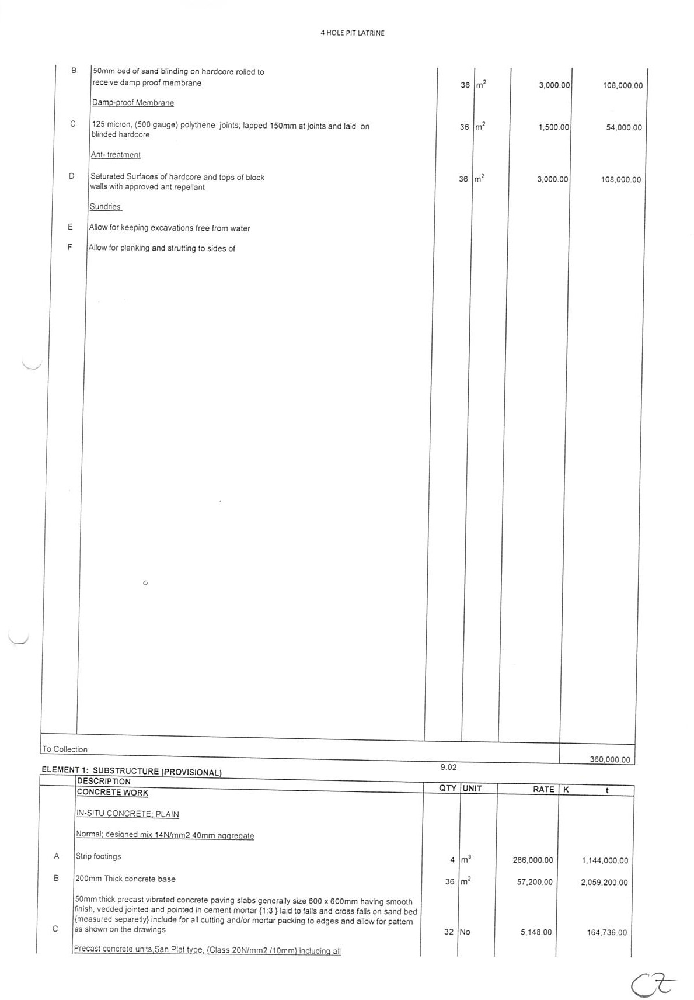 4 HOLE PIT LATRINE
B 50mm bed of sand blinding on hardcore rolled to
receive damp proof membrane 36 m² 3,000.00 108,000.00
Damp-proof Membrane
C 125 micron, (500 gauge) polythene joints; lapped 150mm at joints and laid on 36 m² 1,500.00 54,000.00
blinded hardcore
Ant- treatment
D Saturated Surfaces of hardcore and tops of block 36 m² 3,000.00 108,000.00
walls with approved ant repellant
Sundries
E Allow for keeping excavations free from water
F Allow for planking and strutting to sides of
To Collection 360,000.00
9.02
ELEMENT 1: SUBSTRUCTURE (PROVISIONAL)
DESCRIPTION QTY UNIT RATE K t
CONCRETE WORK
IN-SITU CONCRETE; PLAIN
Normal; designed mix 14N/mm2 40mm aggregate
A Strip footings 4 m³ 286,000.00 1,144,000.00
B 200mm Thick concrete base 36 m² 57,200.00 2,059,200.00
50mm thick precast vibrated concrete paving slabs generally size 600 x 600mm having smooth
finish, vedded jointed and pointed in cement mortar {1:3 } laid to falls and cross falls on sand bed
{measured separetly} include for all cutting and/or mortar packing to edges and allow for pattern
C as shown on the drawings 32 No 5,148.00 164,736.00
Precast concrete units,San Plat type, {Class 20N/mm2 /10mm} including all